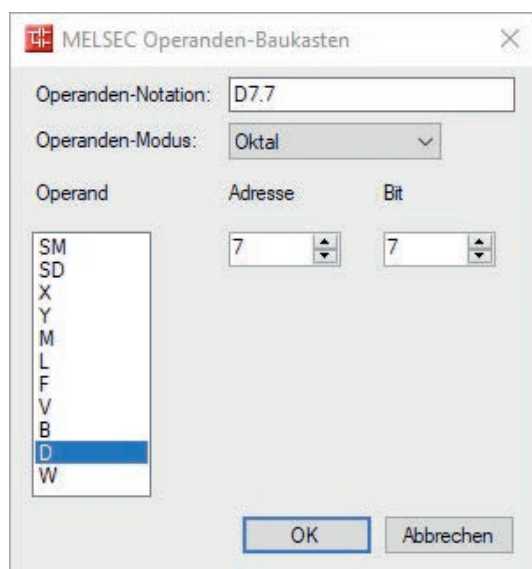 MELSEC Operanden-Baukasten
Operanden-Notation: D7.7
Operanden-Modus: Oktal
Operand Adresse Bit
7 7
SM
SD
X
Y
M
L
F
V
B
D
W
OK Abbrechen